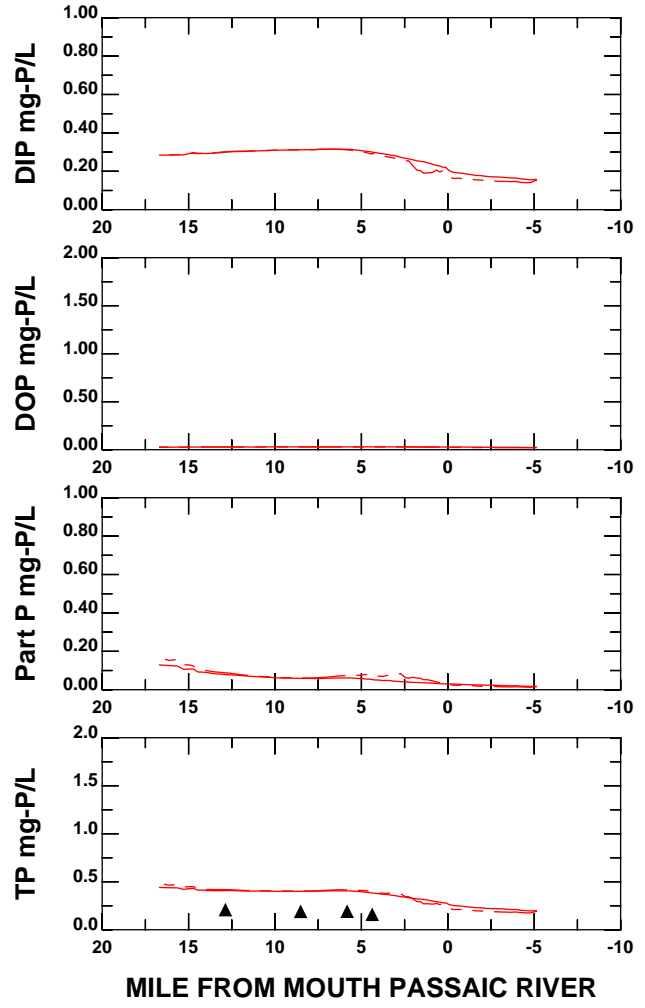 DIP mg-P/L
1.00
0.80
0.60
0.40
0.20
0.00
20 15 10 5 0 -5 -10
DOP mg-P/L
2.00
1.50
1.00
0.50
0.00
20 15 10 5 0 -5 -10
Part P mg-P/L
1.00
0.80
0.60
0.40
0.20
0.00
20 15 10 5 0 -5 -10
TP mg-P/L
2.0
1.5
1.0
0.5
0.0
20 15 10 5 0 -5 -10
MILE FROM MOUTH PASSAIC RIVER